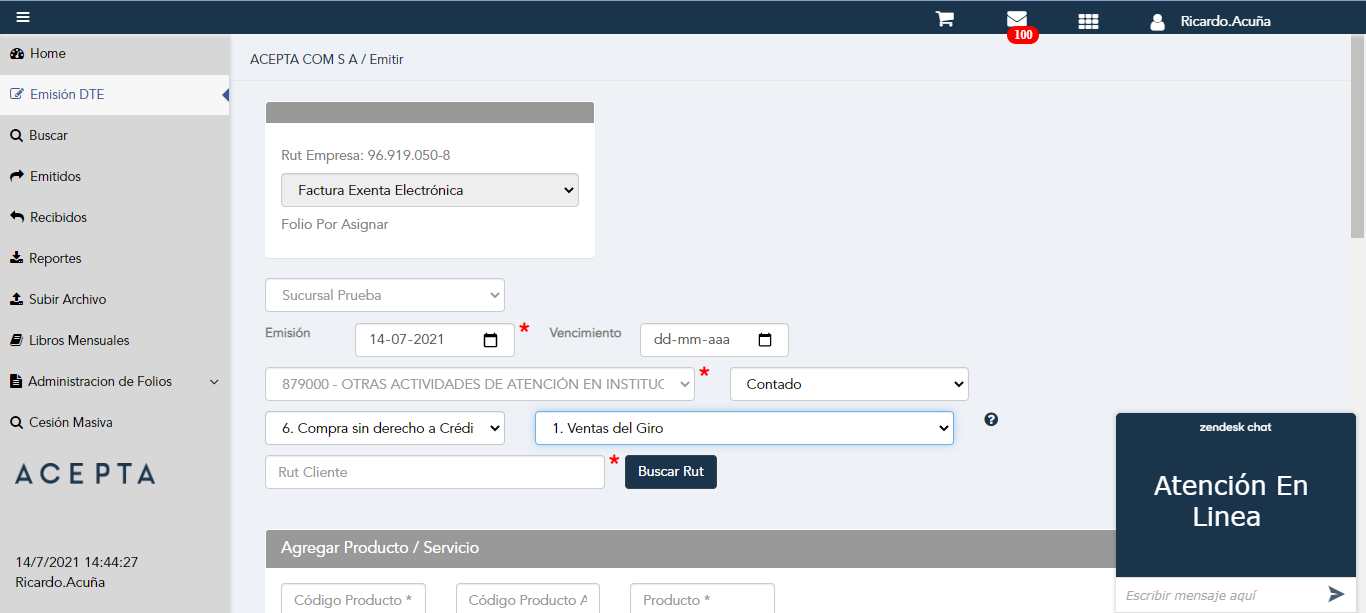 100
Ricardo.Acuña
Home
Emisión DTE
Buscar
Emitidos
Recibidos
Reportes
Subir Archivo
Libros Mensuales
Administracion de Folios
Cesión Masiva
ACEPTA
14/7/2021 14:44:27
Ricardo.Acuña
ACEPTA COM S A / Emitir
Rut Empresa: 96.919.050-8
Factura Exenta Electrónica
Folio Por Asignar
Sucursal Prueba
Emisión 14-07-2021 * Vencimiento dd-mm-aaa
879000 - OTRAS ACTIVIDADES DE ATENCIÓN EN INSTITUC * Contado
6. Compra sin derecho a Crédi 1. Ventas del Giro ?
Rut Cliente * Buscar Rut
Agregar Producto / Servicio
Código Producto * Código Producto A Producto *
zendesk chat
Atención En
Linea
Escribir mensaje aquí